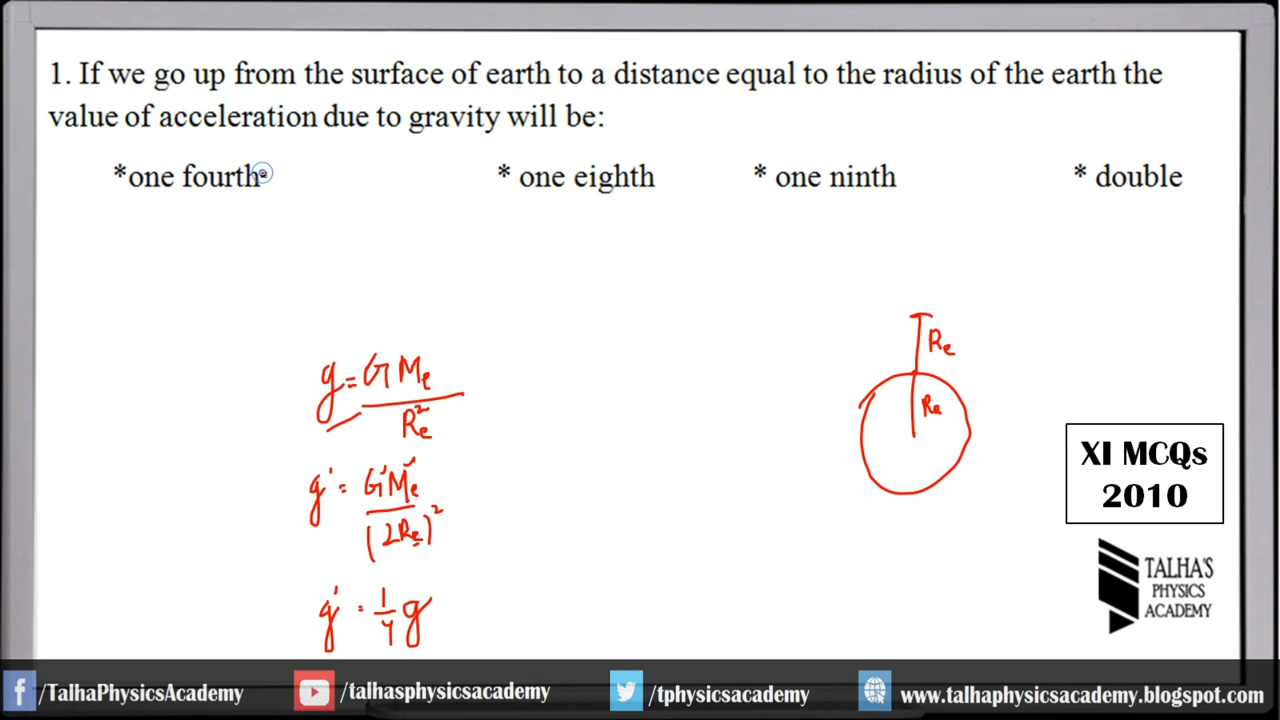 1. If we go up from the surface of earth to a distance equal to the radius of the earth the
value of acceleration due to gravity will be:
*one fourth * one eighth * one ninth * double
g = G Me
Re²
g' = G Me
(2Re)²
g' = 1/4 g
Re
Re
XI MCQs
2010
TALHA'S
PHYSICS
ACADEMY
/TalhaPhysicsAcademy /talhasphysicsacademy /tphysicsacademy www.talhaphysicsacademy.blogspot.com